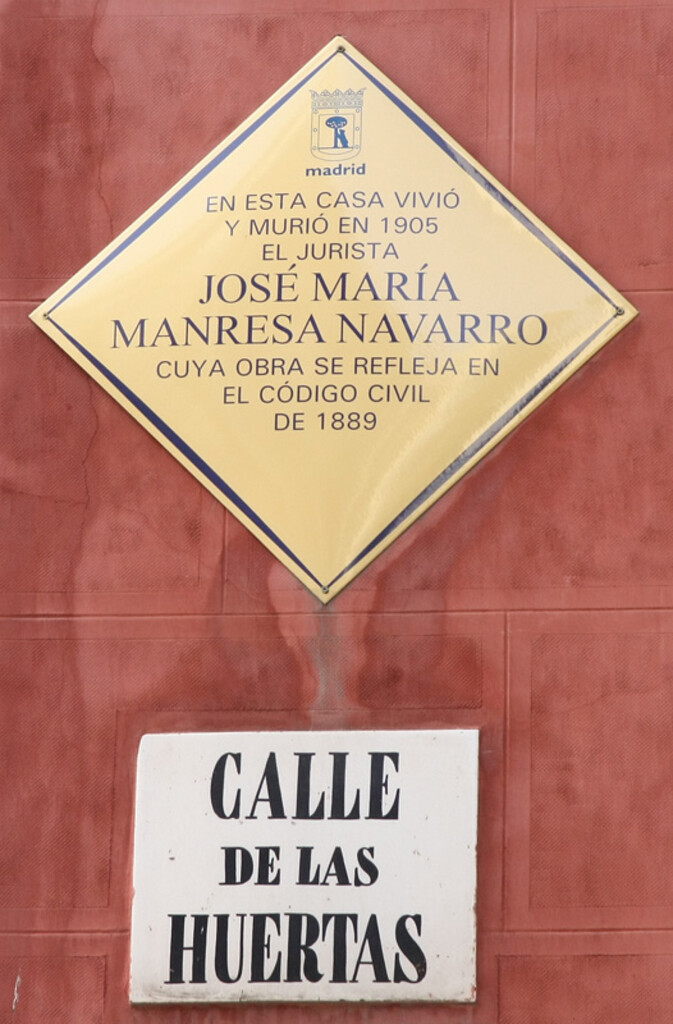 madrid
EN ESTA CASA VIVIÓ
Y MURIÓ EN 1905
EL JURISTA
JOSÉ MARÍA
MANRESA NAVARRO
CUYA OBRA SE REFLEJA EN
EL CÓDIGO CIVIL
DE 1889
CALLE
DE LAS
HUERTAS